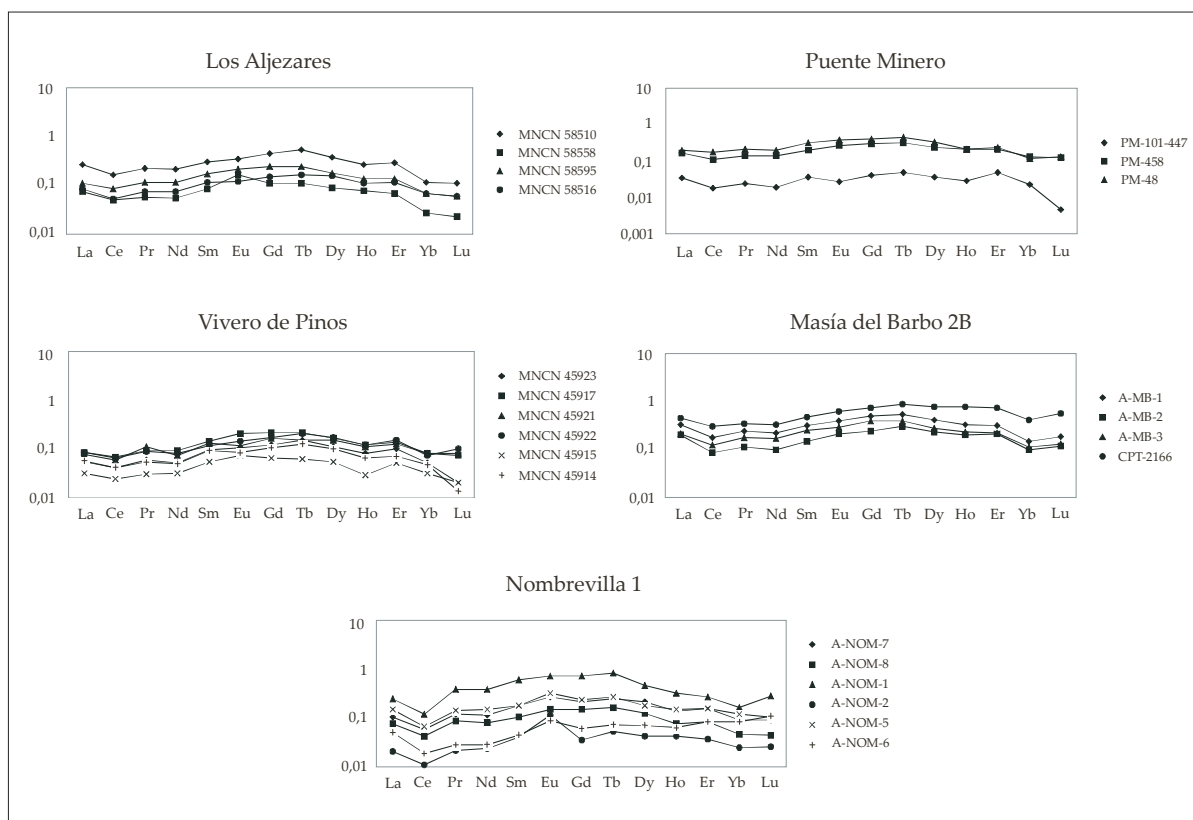 Los Aljezares
10
1
0,1
0,01
La Ce Pr Nd Sm Eu Gd Tb Dy Ho Er Yb Lu
MNCN 58510
MNCN 58558
MNCN 58595
MNCN 58516
Puente Minero
10
1
0,1
0,01
0,001
La Ce Pr Nd Sm Eu Gd Tb Dy Ho Er Yb Lu
PM-101-447
PM-458
PM-48
Vivero de Pinos
10
1
0,1
0,01
La Ce Pr Nd Sm Eu Gd Tb Dy Ho Er Yb Lu
MNCN 45923
MNCN 45917
MNCN 45921
MNCN 45922
MNCN 45915
MNCN 45914
Masía del Barbo 2B
10
1
0,1
0,01
La Ce Pr Nd Sm Eu Gd Tb Dy Ho Er Yb Lu
A-MB-1
A-MB-2
A-MB-3
CPT-2166
Nombrevilla 1
10
1
0,1
0,01
La Ce Pr Nd Sm Eu Gd Tb Dy Ho Er Yb Lu
A-NOM-7
A-NOM-8
A-NOM-1
A-NOM-2
A-NOM-5
A-NOM-6